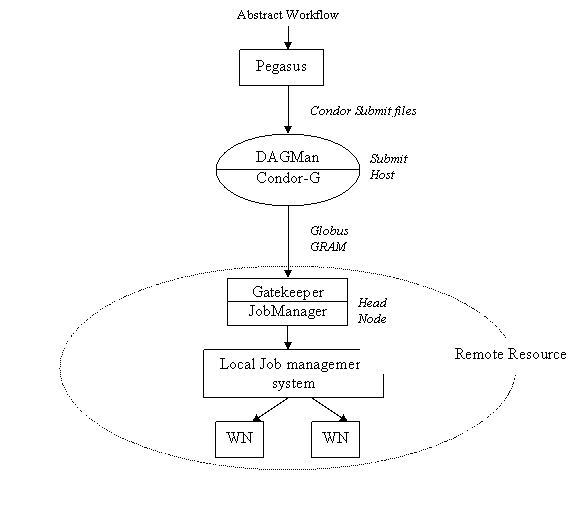 Abstract Workflow
Pegasus
Condor Submit files
DAGMan
Condor-G
Submit
Host
Globus
GRAM
Gatekeeper
JobManager
Head
Node
Remote Resource
Local Job managemer
system
WN
WN